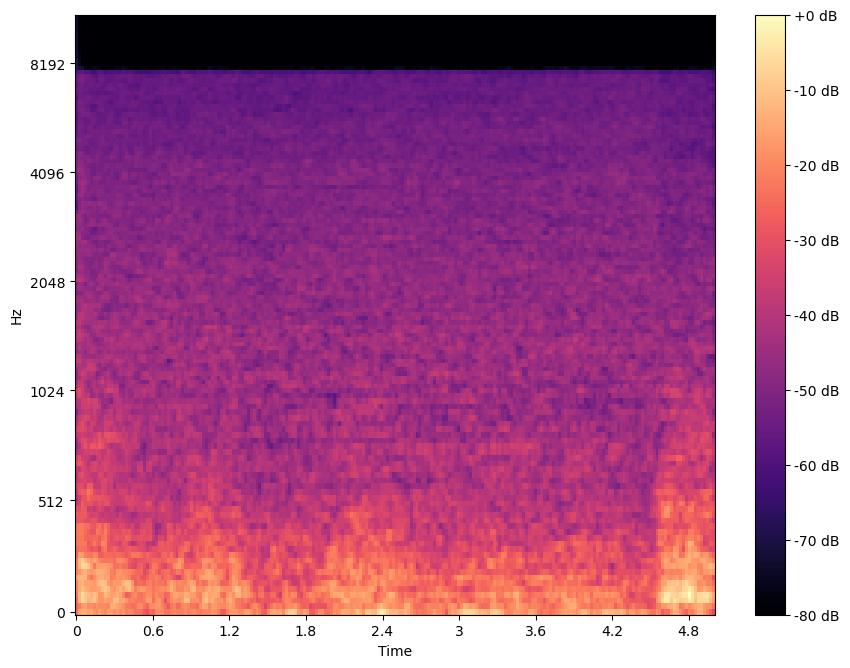 +0 dB
8192
-10 dB
4096
-20 dB
-30 dB
2048
Hz
-40 dB
1024
-50 dB
-60 dB
512
-70 dB
0
-80 dB
0 0.6 1.2 1.8 2.4 3 3.6 4.2 4.8
Time